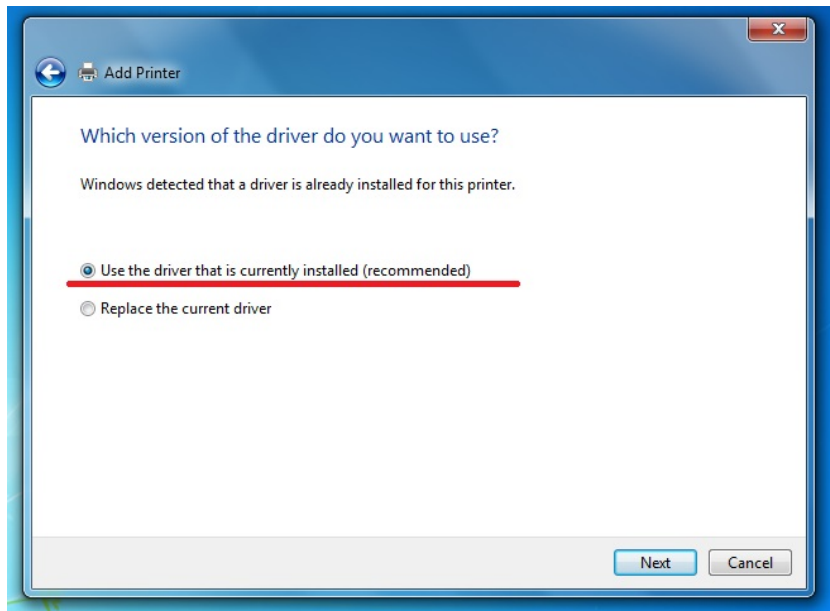 Add Printer
Which version of the driver do you want to use?
Windows detected that a driver is already installed for this printer.
Use the driver that is currently installed (recommended)
Replace the current driver
Next Cancel